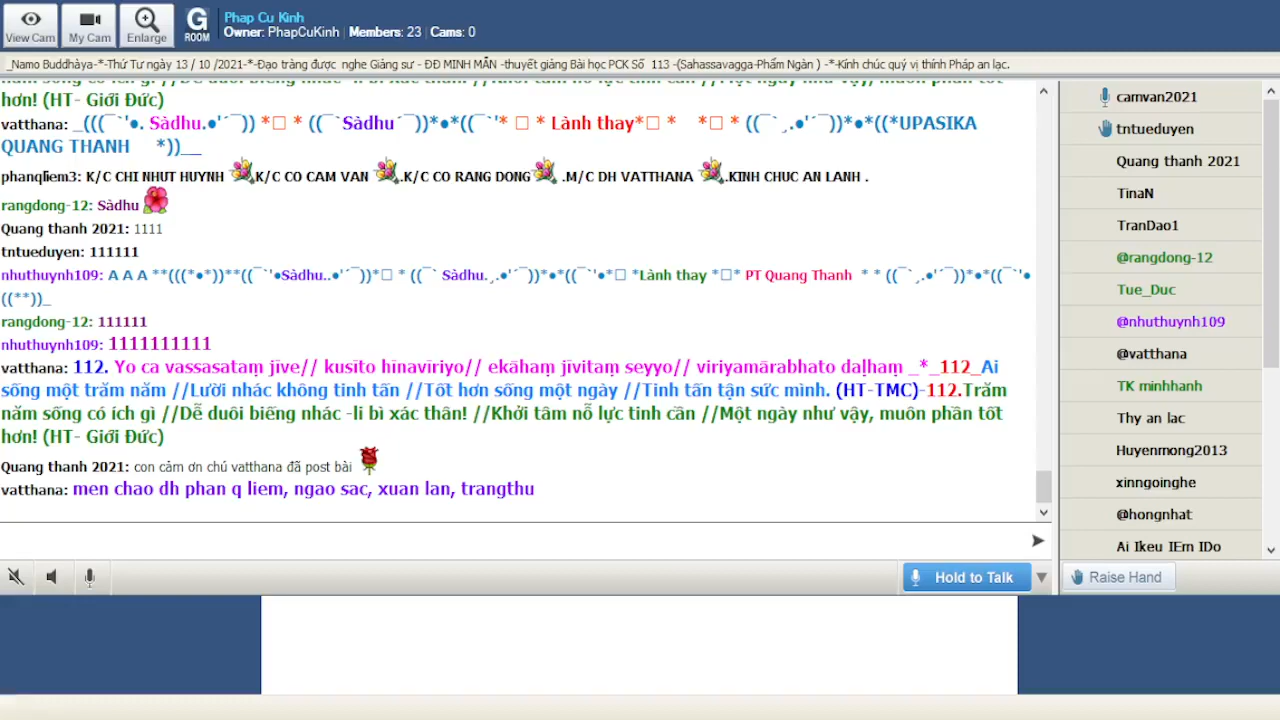 View Cam
My Cam
Enlarge
G
ROOM
Phap Cu Kinh
Owner: PhapCuKinh | Members: 23 | Cams: 0
_Namo Buddhàya-*-Thứ Tư ngày 13 / 10 /2021-*-Đạo tràng được nghe Giảng sư - ĐĐ MINH MẪN -thuyết giảng Bài học PCK Số 113 -(Sahassavagga-Phẩm Ngàn ) -*-Kính chúc quý vị thính Pháp an lạc.
hơn! (HT- Giới Đức)
vatthana: _(((¯`'•. Sàdhu.•'´¯)) *□ * ((¯`Sàdhu´¯))*•*((¯`'* □ * Lành thay*□ * *□ * ((¯`¸.•'´¯))*•*((*UPASIKA
QUANG THANH *))__
phanqliem3: K/C CHI NHUT HUYNH .K/C CO CAM VAN .K/C CO RANG DONG .M/C DH VATTHANA .KINH CHUC AN LANH .
rangdong-12: Sàdhu
Quang thanh 2021: 1111
tntueduyen: 111111
nhuthuynh109: A A A **(((*•*))**((¯`'•Sàdhu..•'´¯))*□ * ((¯` Sàdhu.¸.•'´¯))*•*((¯`'•*□ *Lành thay *□* PT Quang Thanh * * ((¯`¸.•'´¯))*•*((¯`'•
((**))_
rangdong-12: 111111
nhuthuynh109: 1111111111
vatthana: 112. Yo ca vassasataṃ jīve// kusīto hīnavīriyo// ekāhaṃ jīvitaṃ seyyo// viriyamārabhato daḷhaṃ _*_112_Ai
sống một trăm năm //Lười nhác không tinh tấn //Tốt hơn sống một ngày //Tinh tấn tận sức mình. (HT-TMC)-112.Trăm
năm sống có ích gì //Dễ duôi biếng nhác -li bì xác thân! //Khởi tâm nỗ lực tinh cần //Một ngày như vậy, muôn phần tốt
hơn! (HT- Giới Đức)
Quang thanh 2021: con cảm ơn chú vatthana đã post bài
vatthana: men chao dh phan q liem, ngao sac, xuan lan, trangthu
Hold to Talk
camvan2021
tntueduyen
Quang thanh 2021
TinaN
TranDao1
@rangdong-12
Tue_Duc
@nhuthuynh109
@vatthana
TK minhhanh
Thy an lac
Huyenmong2013
xinngoinghe
@hongnhat
Ai Ikeu IEm IDo
Raise Hand